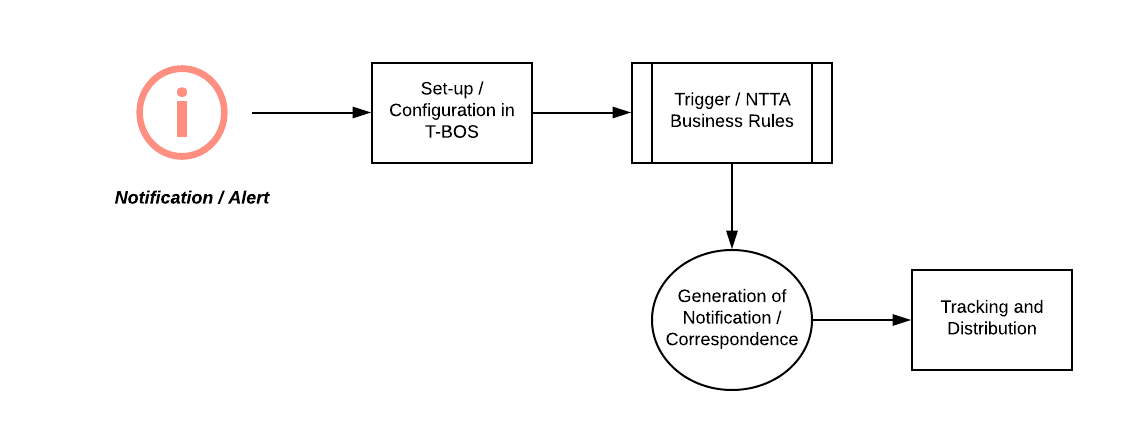 Set-up /
Configuration in
T-BOS
Trigger / NTTA
Business Rules
Notification / Alert
Generation of
Notification /
Correspondence
Tracking and
Distribution